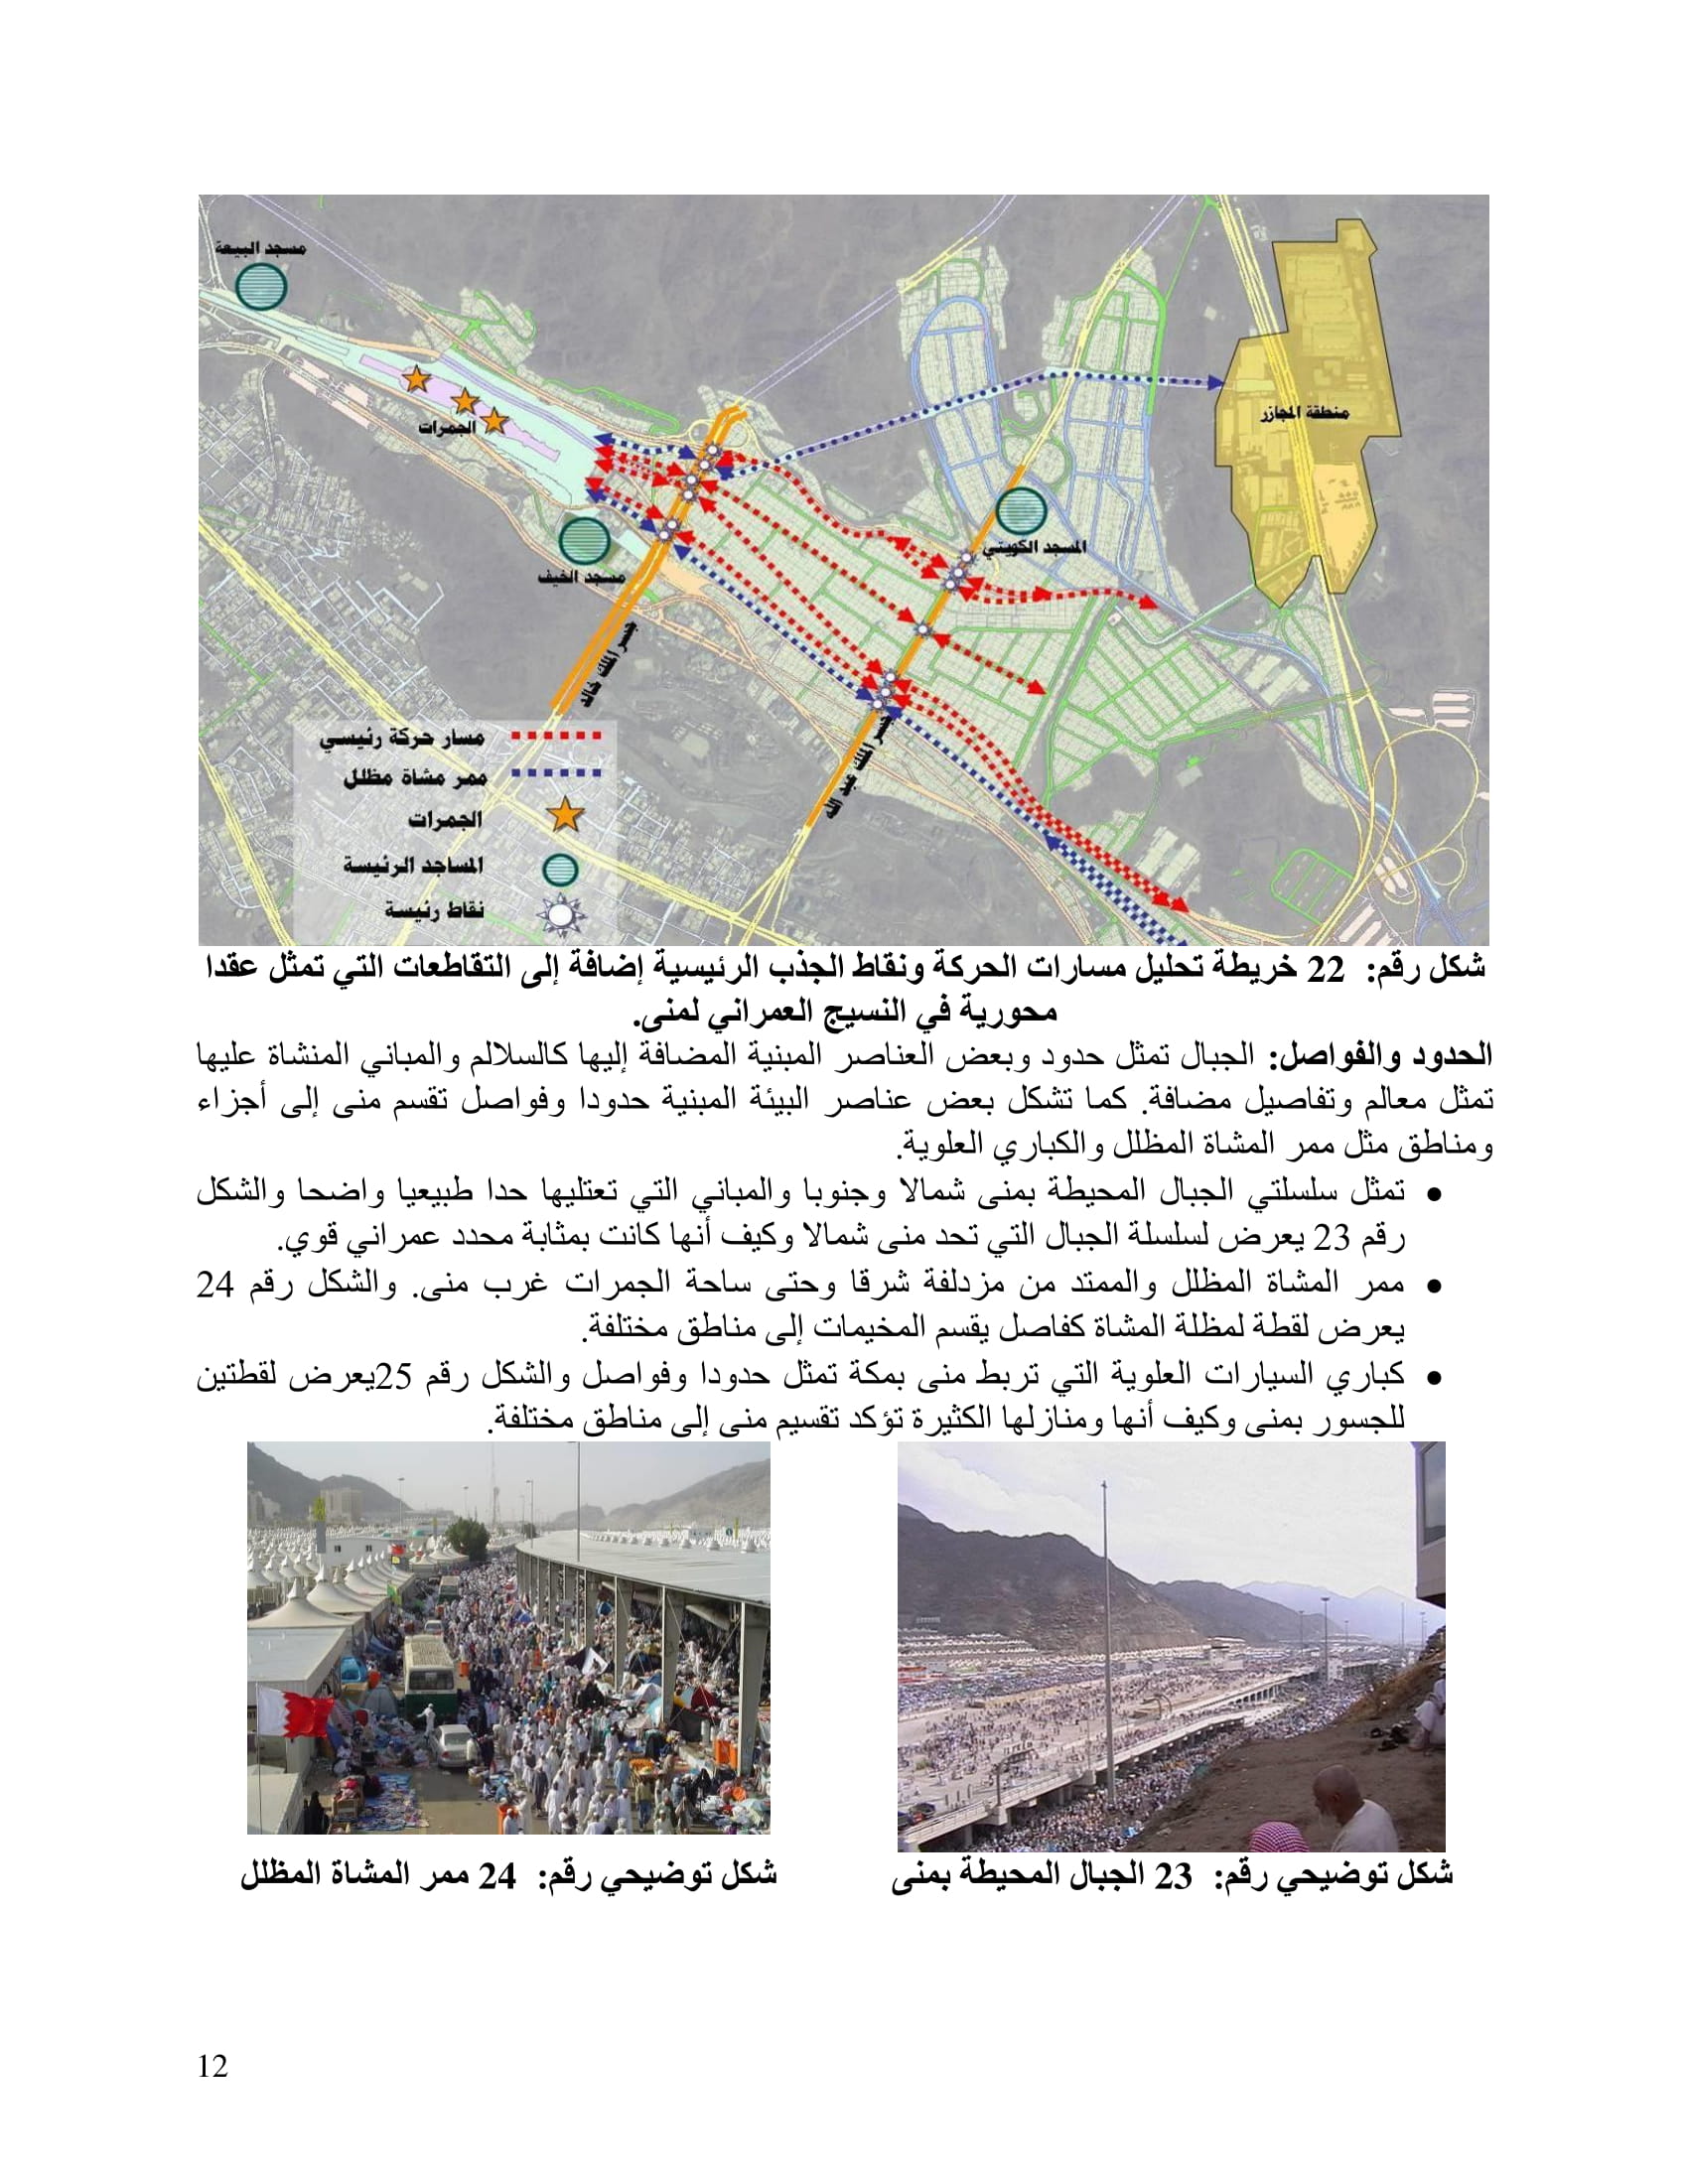 مسجد البيعة
منطقة المجازر
الجمرات
المسجد الكويتي
مسجد الخيف
جسر الملك خالد
جسر الملك عبد الله
مسار حركة رئيسي
ممر مشاة مظلل
الجمرات
المساجد الرئيسة
نقاط رئيسة
شكل رقم: 22 خريطة تحليل مسارات الحركة ونقاط الجذب الرئيسية إضافة إلى التقاطعات التي تمثل عقدا
محورية في النسيج العمراني لمنى.
الحدود والفواصل: الجبال تمثل حدود وبعض العناصر المبنية المضافة إليها كالسلالم والمباني المنشاة عليها
تمثل معالم وتفاصيل مضافة. كما تشكل بعض عناصر البيئة المبنية حدودا وفواصل تقسم منى إلى أجزاء
ومناطق مثل ممر المشاة المظلل والكباري العلوية.
• تمثل سلسلتي الجبال المحيطة بمنى شمالا وجنوبا والمباني التي تعتليها حدا طبيعيا واضحا والشكل
رقم 23 يعرض لسلسلة الجبال التي تحد منى شمالا وكيف أنها كانت بمثابة محدد عمراني قوي.
• ممر المشاة المظلل والممتد من مزدلفة شرقا وحتى ساحة الجمرات غرب منى. والشكل رقم 24
يعرض لقطة لمظلة المشاة كفاصل يقسم المخيمات إلى مناطق مختلفة.
• كباري السيارات العلوية التي تربط منى بمكة تمثل حدودا وفواصل والشكل رقم 25يعرض لقطتين
للجسور بمنى وكيف أنها ومنازلها الكثيرة تؤكد تقسيم منى إلى مناطق مختلفة.
شكل توضيحي رقم: 23 الجبال المحيطة بمنى
شكل توضيحي رقم: 24 ممر المشاة المظلل
12